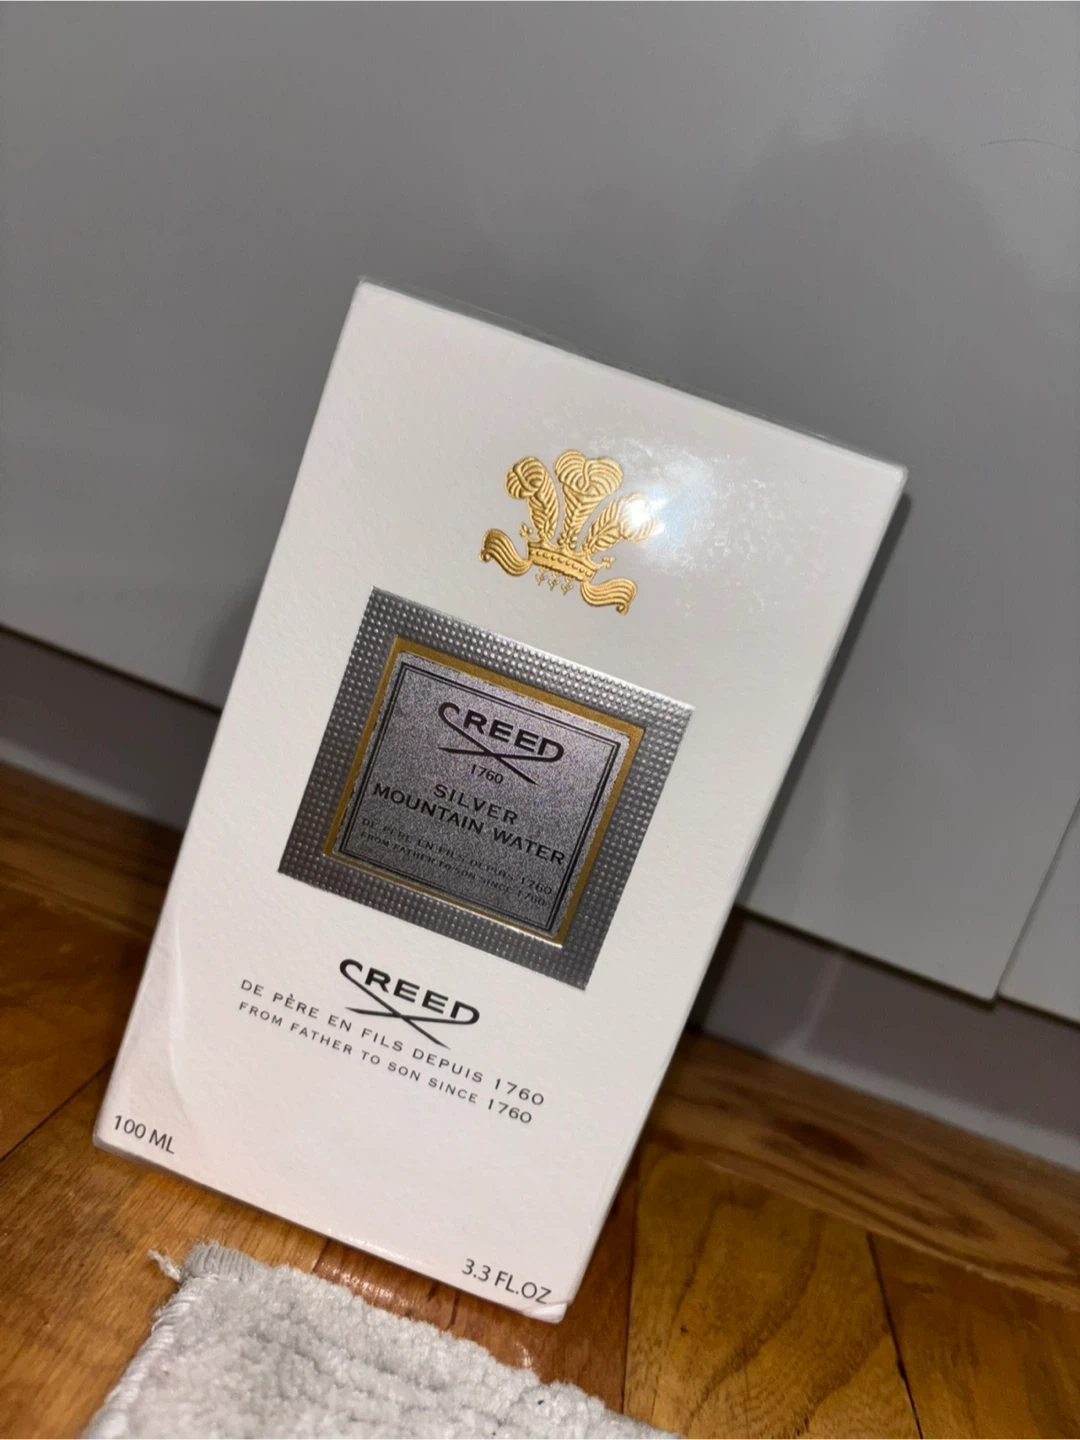 CREED
1760
SILVER
MOUNTAIN WATER
DE PÈRE EN FILS DEPUIS 1760
FROM FATHER TO SON SINCE 1760
CREED
DE PÈRE EN FILS DEPUIS 1760
FROM FATHER TO SON SINCE 1760
100 ML
3.3 FL.OZ